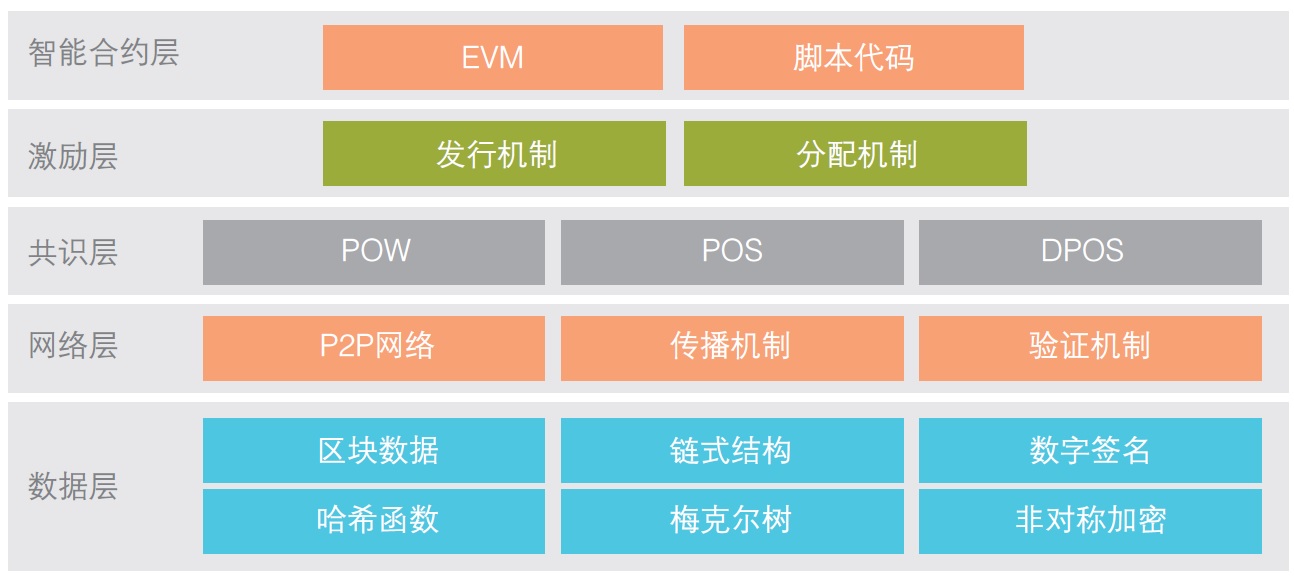 智能合约层
EVM
脚本代码
激励层
发行机制
分配机制
共识层
POW
POS
DPOS
网络层
P2P网络
传播机制
验证机制
数据层
区块数据
链式结构
数字签名
哈希函数
梅克尔树
非对称加密